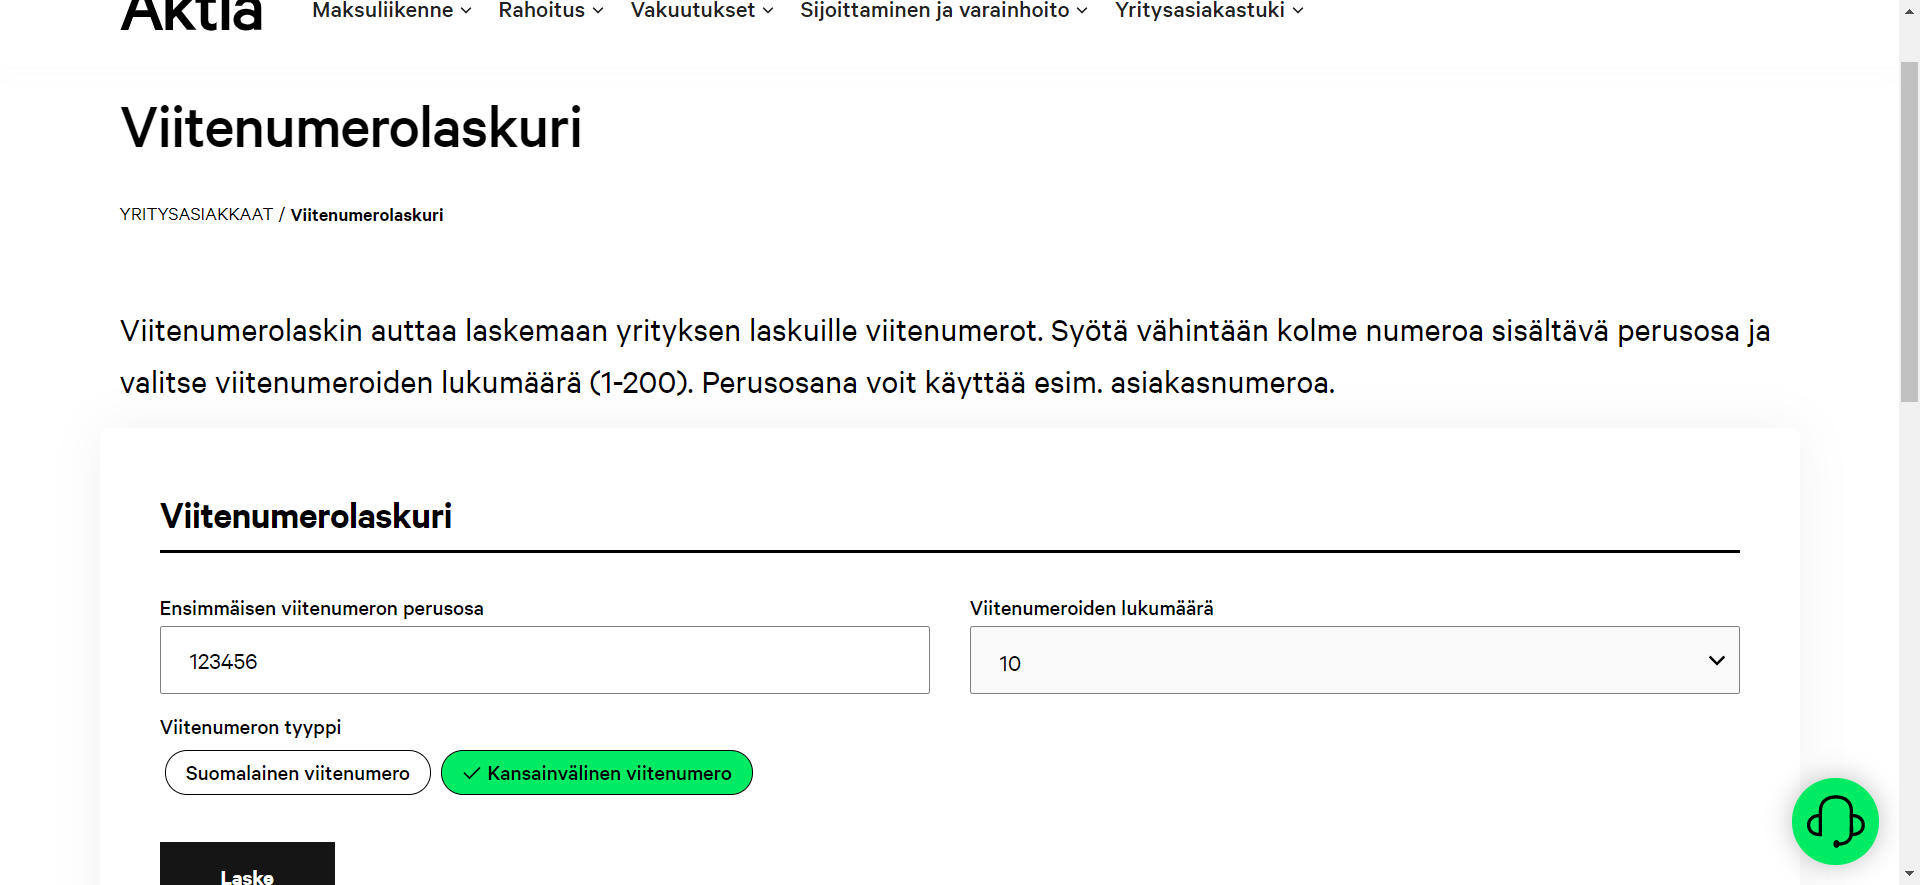 Aktia
Maksuliikenne Rahoitus Vakuutukset Sijoittaminen ja varainhoito Yritysasiakastuki
Viitenumerolaskuri
YRITYSASIAKKAAT / Viitenumerolaskuri
Viitenumerolaskin auttaa laskemaan yrityksen laskuille viitenumerot. Syötä vähintään kolme numeroa sisältävä perusosa ja
valitse viitenumeroiden lukumäärä (1-200). Perusosana voit käyttää esim. asiakasnumeroa.
Viitenumerolaskuri
Ensimmäisen viitenumeron perusosa
123456
Viitenumeroiden lukumäärä
10
Viitenumeron tyyppi
Suomalainen viitenumero
Kansainvälinen viitenumero
Laske